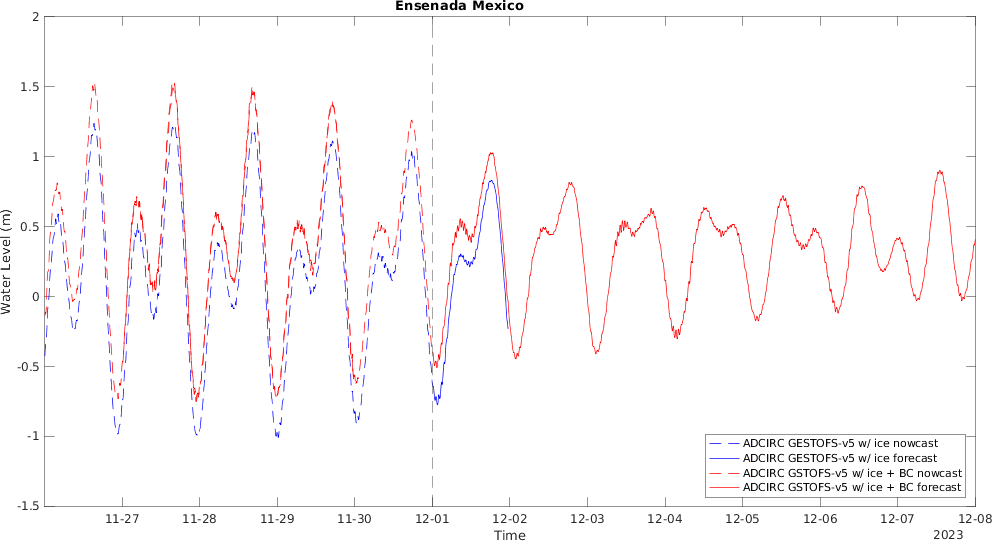 Ensenada Mexico
2
1.5
1
0.5
0
-0.5
-1
-1.5
Water Level (m)
ADCIRC GESTOFS-v5 w/ ice nowcast
ADCIRC GESTOFS-v5 w/ ice forecast
ADCIRC GSTOFS-v5 w/ ice + BC nowcast
ADCIRC GSTOFS-v5 w/ ice + BC forecast
11-27 11-28 11-29 11-30 12-01 12-02 12-03 12-04 12-05 12-06 12-07 12-08
Time
2023